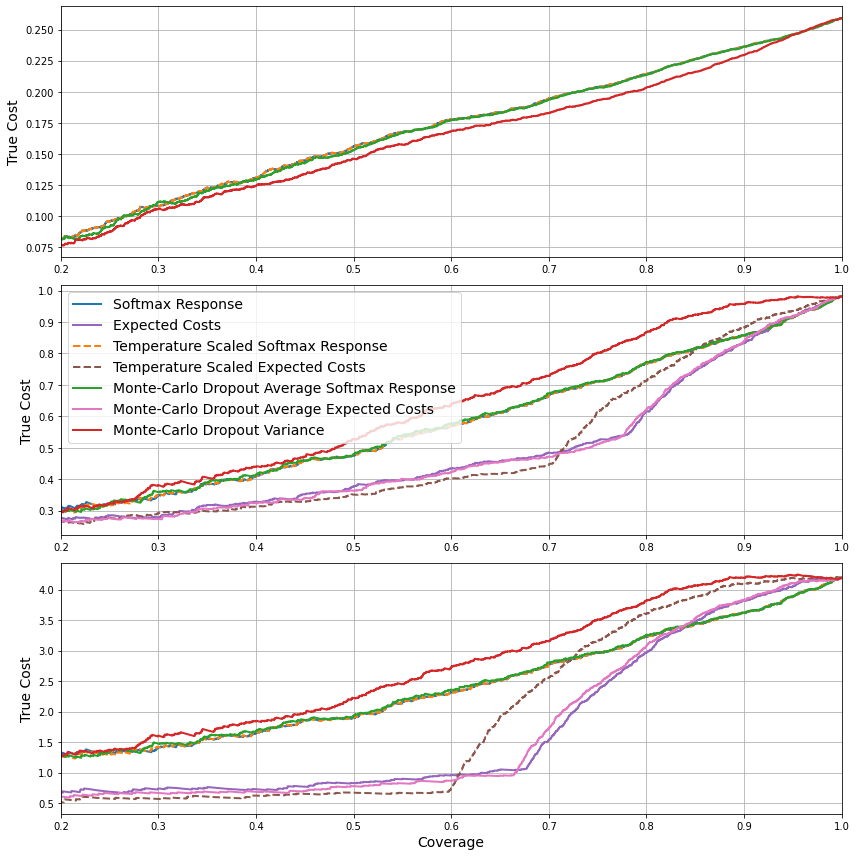 0.250
0.225
0.200
0.175
0.150
0.125
0.100
0.075
True Cost
0.2 0.3 0.4 0.5 0.6 0.7 0.8 0.9 1.0
1.0
0.9
0.8
0.7
0.6
0.5
0.4
0.3
True Cost
Softmax Response
Expected Costs
Temperature Scaled Softmax Response
Temperature Scaled Expected Costs
Monte-Carlo Dropout Average Softmax Response
Monte-Carlo Dropout Average Expected Costs
Monte-Carlo Dropout Variance
0.2 0.3 0.4 0.5 0.6 0.7 0.8 0.9 1.0
4.0
3.5
3.0
2.5
2.0
1.5
1.0
0.5
True Cost
0.2 0.3 0.4 0.5 0.6 0.7 0.8 0.9 1.0
Coverage